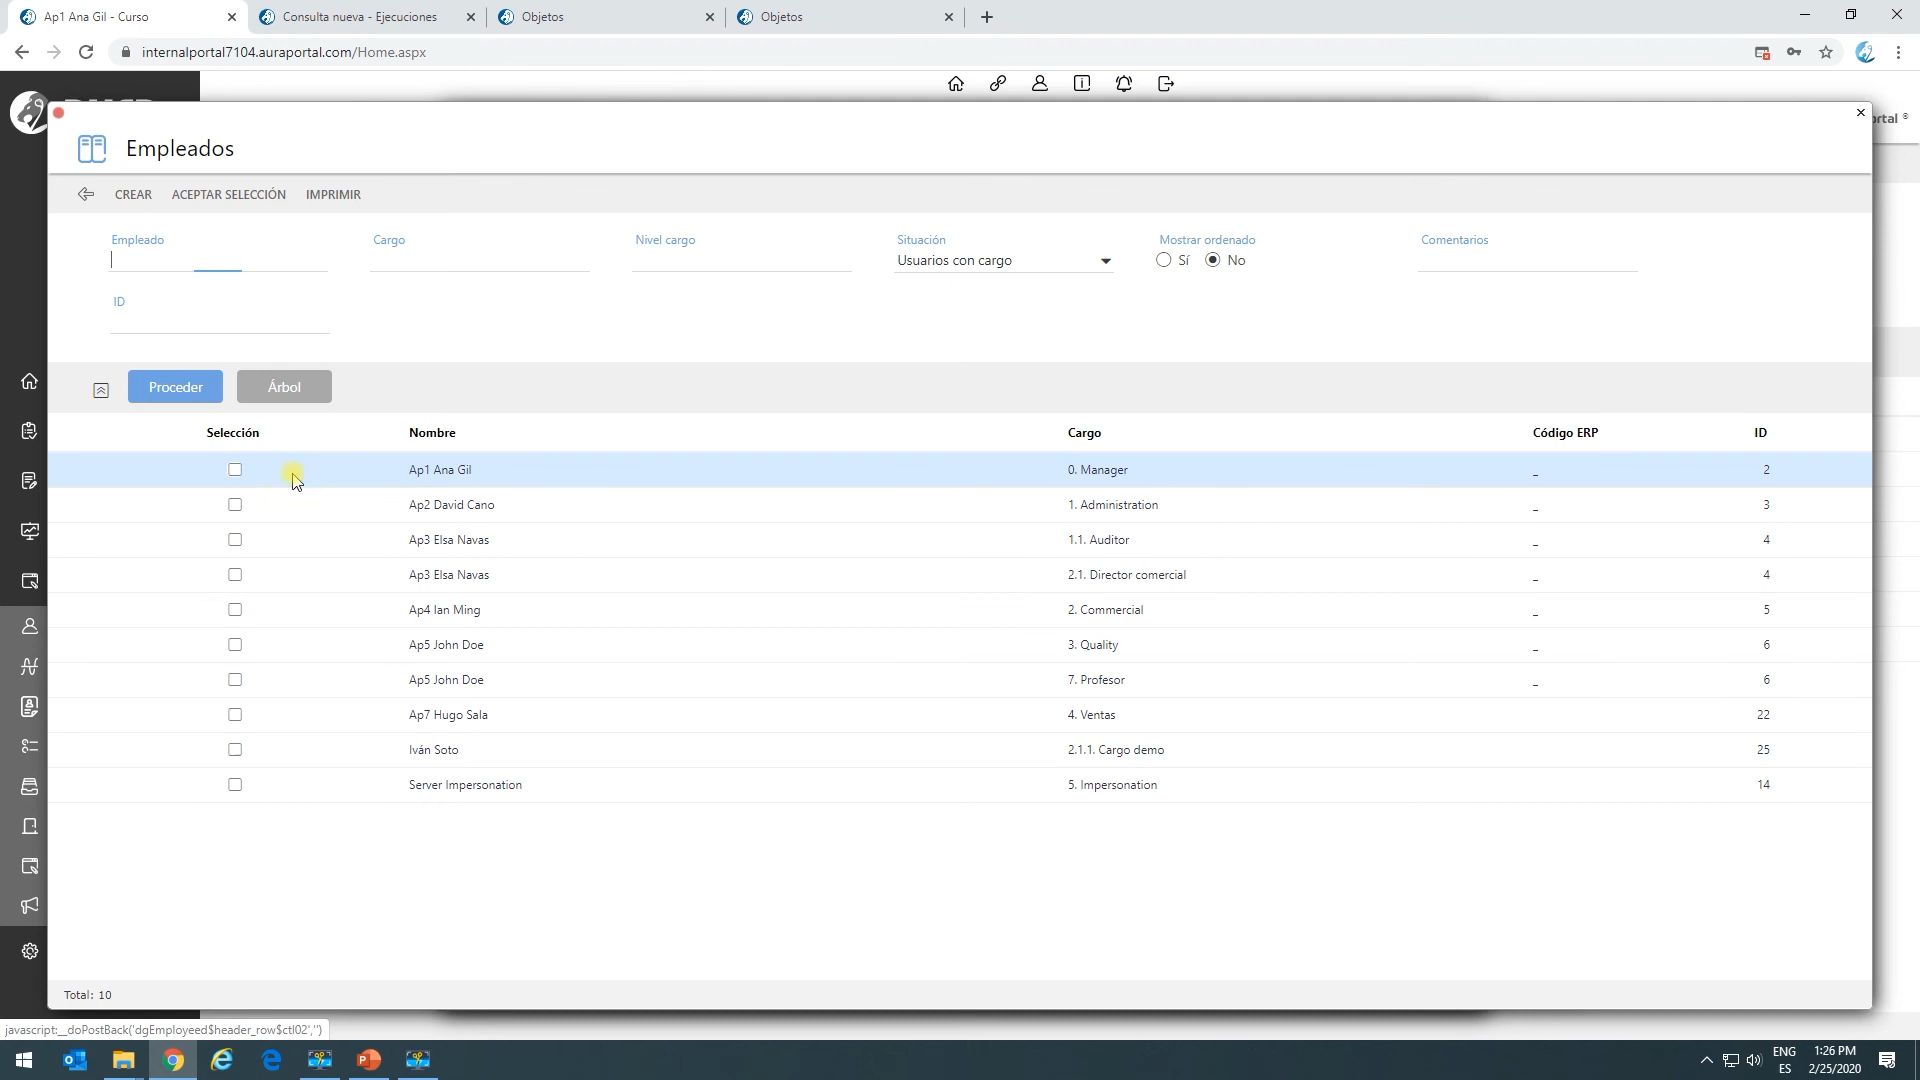 Ap1 Ana Gil - Curso
Consulta nueva - Ejecuciones
Objetos
Objetos
internalportal7104.auraportal.com/Home.aspx
ortal ®
Empleados
CREAR
ACEPTAR SELECCIÓN
IMPRIMIR
Empleado
Cargo
Nivel cargo
Situación
Mostrar ordenado
Comentarios
Usuarios con cargo
Sí
No
ID
Proceder
Árbol
Selección Nombre Cargo Código ERP ID
Ap1 Ana Gil 0. Manager _ 2
Ap2 David Cano 1. Administration _ 3
Ap3 Elsa Navas 1.1. Auditor _ 4
Ap3 Elsa Navas 2.1. Director comercial _ 4
Ap4 Ian Ming 2. Commercial _ 5
Ap5 John Doe 3. Quality _ 6
Ap5 John Doe 7. Profesor _ 6
Ap7 Hugo Sala 4. Ventas 22
Iván Soto 2.1.1. Cargo demo 25
Server Impersonation 5. Impersonation 14
Total: 10
javascript:__doPostBack('dgEmployeed$header_row$ctl02','')
ENG
ES
1:26 PM
2/25/2020